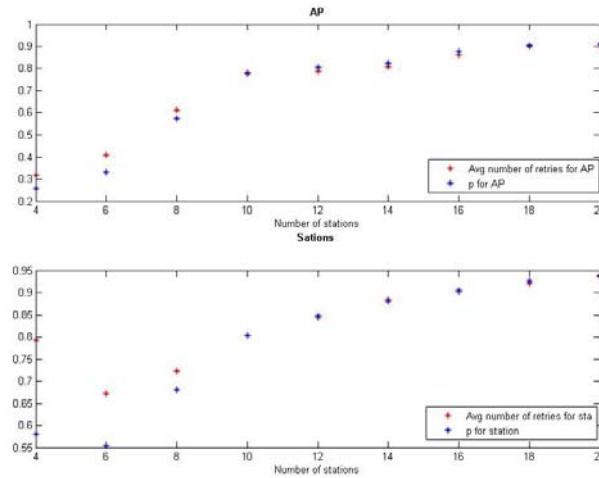 AP
1
0.9
0.8
0.7
0.6
0.5
0.4
0.3
0.2
4 6 8 10 12 14 16 18 2
Avg number of retries for AP
p for AP
Number of stations
Sations
0.95
0.9
0.85
0.8
0.75
0.7
0.65
0.6
0.55
4 6 8 10 12 14 16 18 2
Avg number of retries for sta
p for station
Number of stations